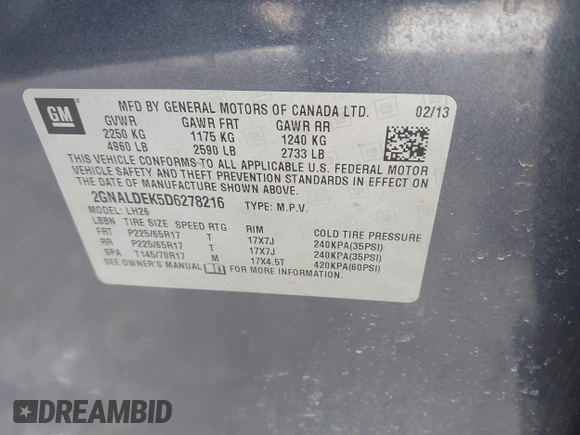 GM
MFD BY GENERAL MOTORS OF CANADA LTD. 02/13
GVWR GAWR FRT GAWR RR
2250 KG 1175 KG 1240 KG
4960 LB 2590 LB 2733 LB
THIS VEHICLE CONFORMS TO ALL APPLICABLE U.S. FEDERAL MOTOR
VEHICLE SAFETY AND THEFT PREVENTION STANDARDS IN EFFECT ON
THE DATE OF MANUFACTURE SHOWN ABOVE.
2GNALDEK5D6278216 TYPE: M.P.V.
MODEL: LH26
LBBN TIRE SIZE SPEED RTG RIM COLD TIRE PRESSURE
FRT P225/65R17 T 17X7J 240KPA(35PSI)
RR P225/65R17 T 17X7J 240KPA(35PSI)
SPA T145/70R17 M 17X4.5T 420KPA(60PSI)
SEE OWNER'S MANUAL
DREAMBID